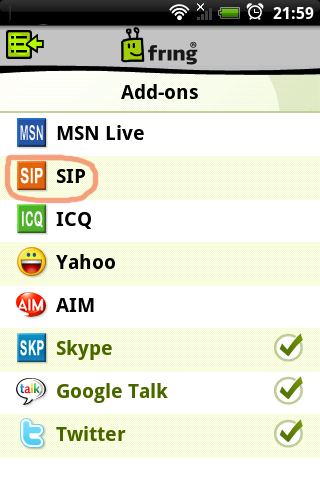 21:59
fring®
Add-ons
MSN MSN Live
SIP SIP
ICQ ICQ
Yahoo
AIM AIM
SKP Skype
talk Google Talk
Twitter